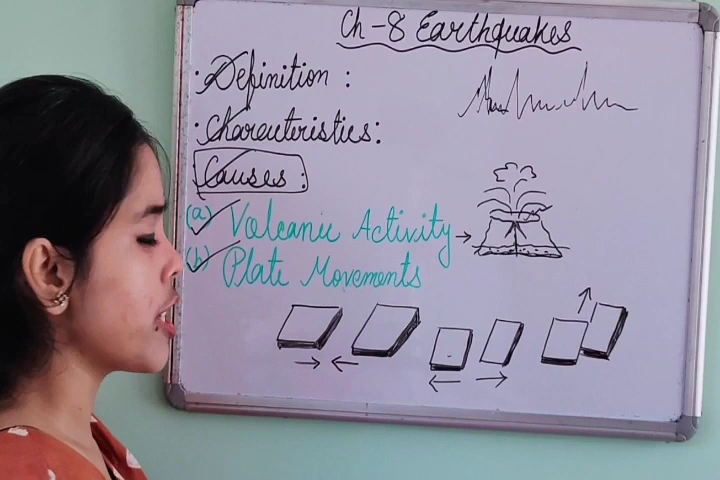 Ch-8 Earthquakes
· Definition :
· Charecteristics:
Causes :
(a) Volcanic Activity →
(b) Plate Movements